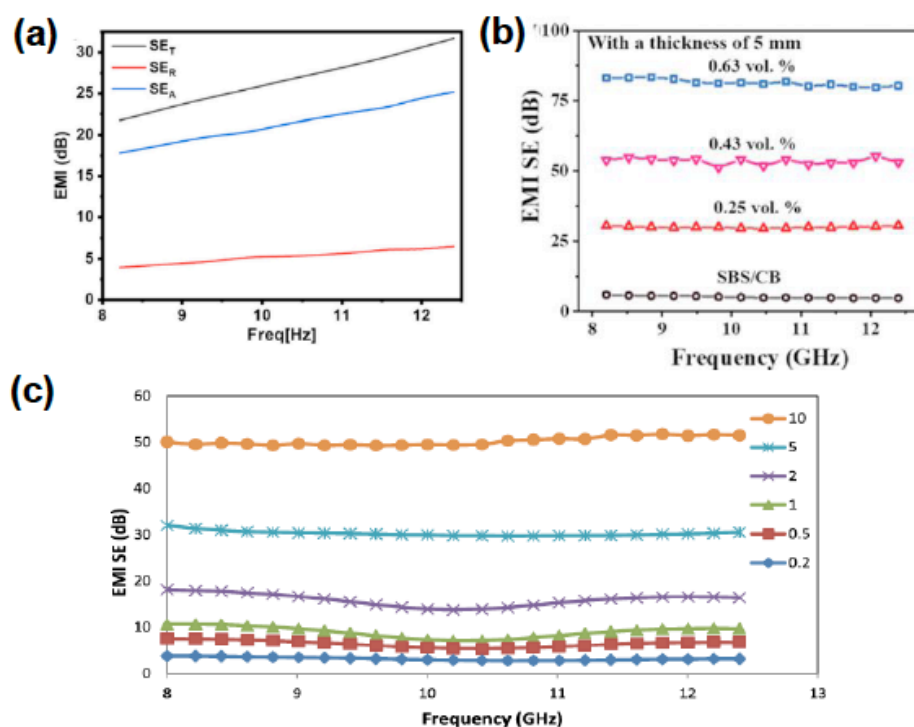 (a)
30
25
20
15
10
5
0
EMI (dB)
SE_T
SE_R
SE_A
8 9 10 11 12
Freq[Hz]
(b)
100
75
50
25
0
EMI SE (dB)
With a thickness of 5 mm
0.63 vol. %
0.43 vol. %
0.25 vol. %
SBS/CB
8 9 10 11 12
Frequency (GHz)
(c)
60
50
40
30
20
10
0
EMI SE (dB)
10
5
2
1
0.5
0.2
8 9 10 11 12 13
Frequency (GHz)